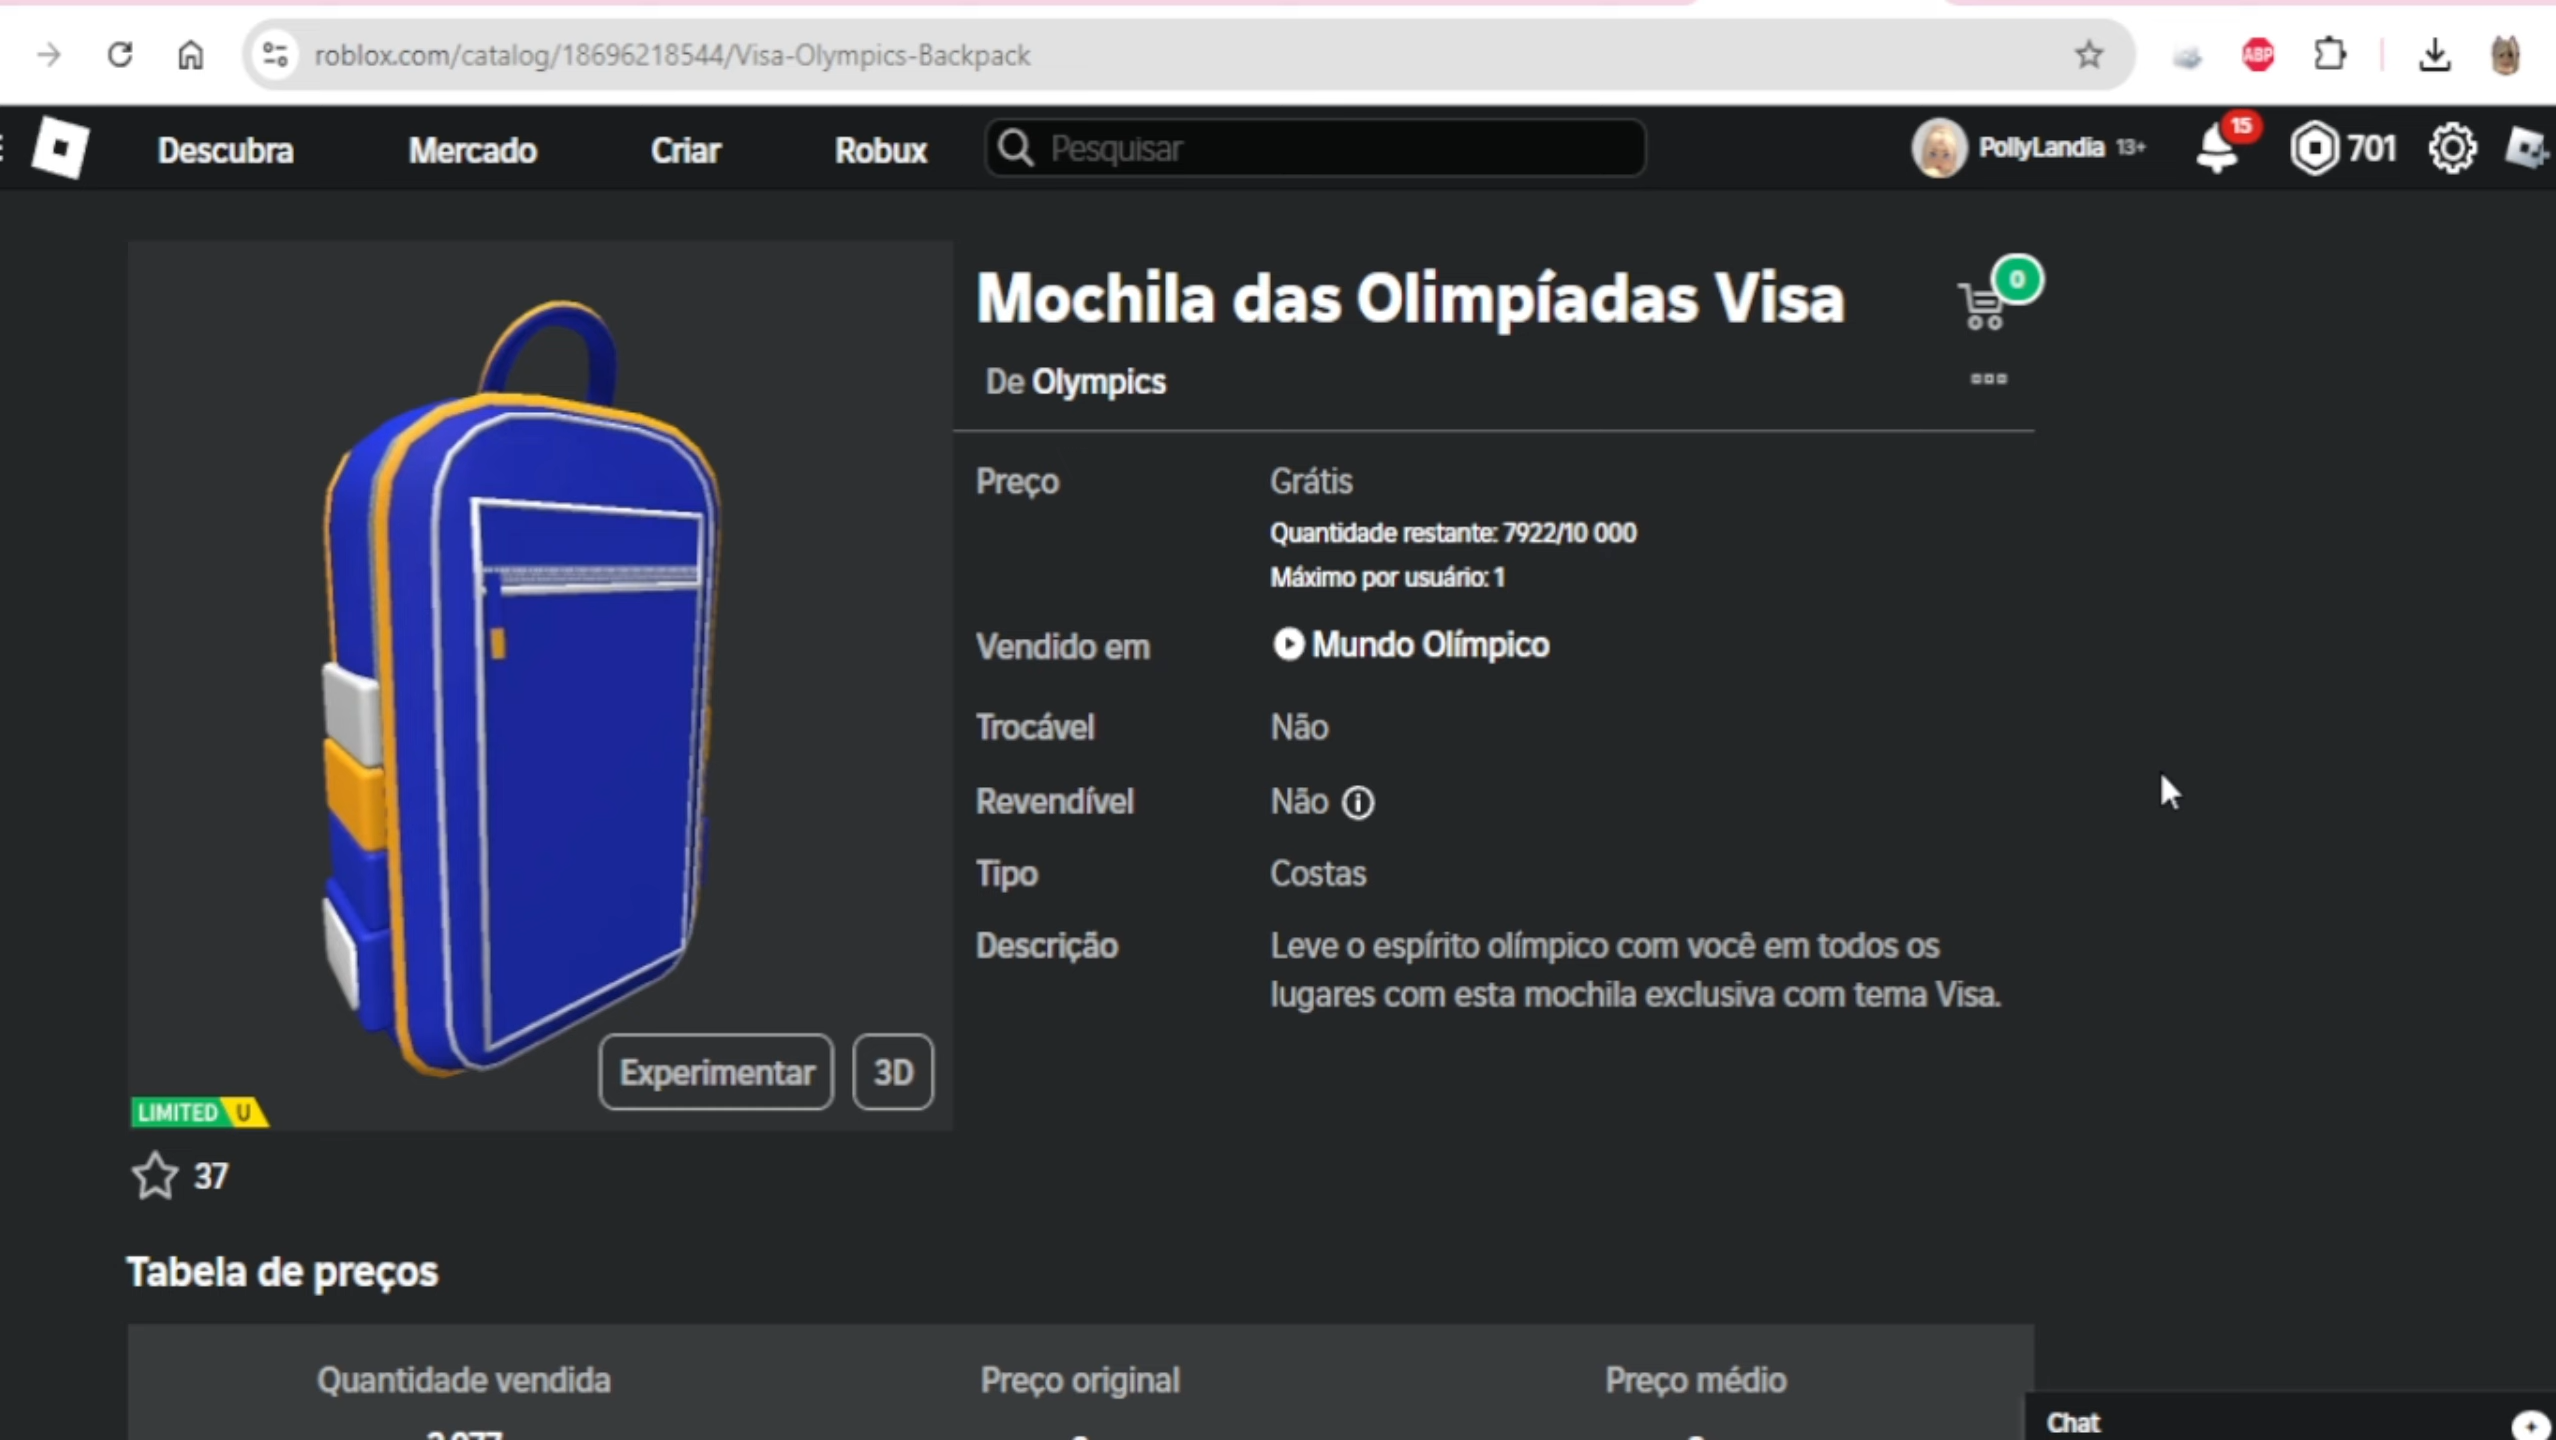 roblox.com/catalog/18696218544/Visa-Olympics-Backpack
ABP
Descubra
Mercado
Criar
Robux
Pesquisar
PollyLandia 13+
15
701
Mochila das Olimpíadas Visa
0
De Olympics
Preço
Grátis
Quantidade restante: 7922/10 000
Máximo por usuário: 1
Vendido em
Mundo Olímpico
Trocável
Não
Revendível
Não
Tipo
Costas
Descrição
Leve o espírito olímpico com você em todos os
lugares com esta mochila exclusiva com tema Visa.
Experimentar
3D
LIMITED U
37
Tabela de preços
Quantidade vendida
Preço original
Preço médio
Chat